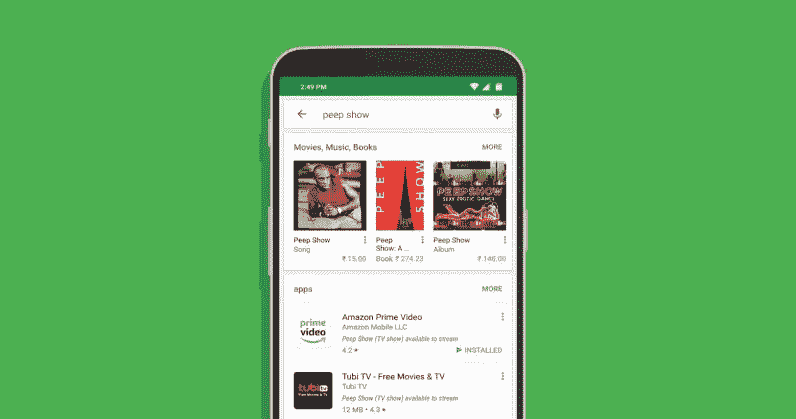 2:49 PM
peep show
Movies, Music, Books MORE
PEEP
SHOW
PEEPSHOW
SEXY EROTIC DANCE
Peep Show
Song
₹ 15.00
Peep
Show: A ...
Book ₹ 274.23
Peep Show
Album
₹ 146.00
apps MORE
prime
video
Amazon Prime Video
Amazon Mobile LLC
Peep Show (TV show) available to stream
4.2 ★ INSTALLED
tubi TV
Free Movies & TV
Tubi TV - Free Movies & TV
Tubi TV
Peep Show (TV show) available to stream
12 MB • 4.3 ★